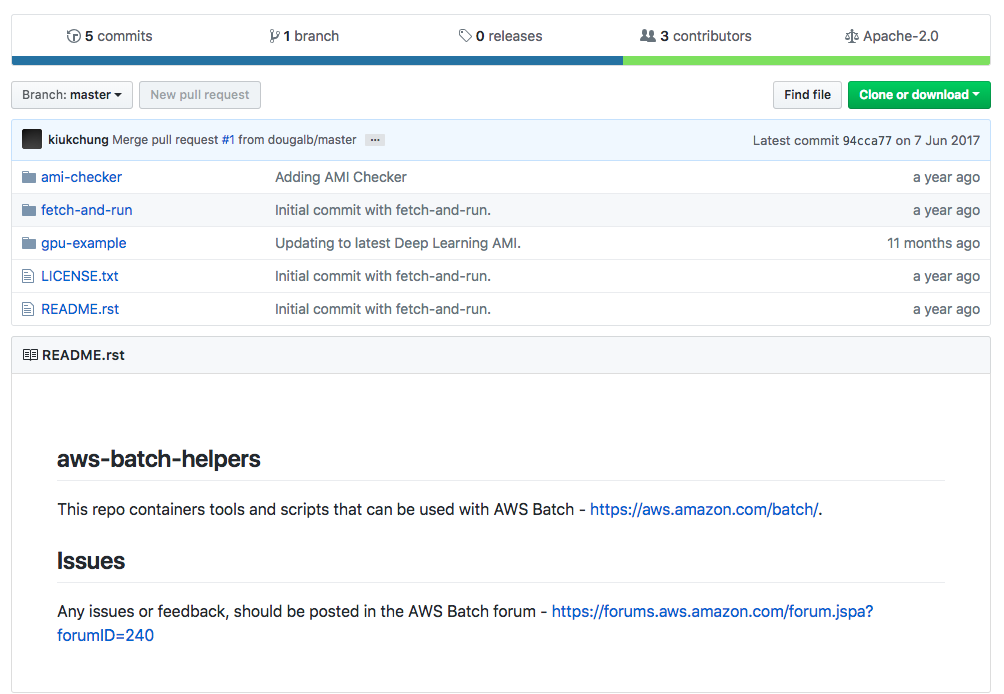 5 commits 1 branch 0 releases 3 contributors Apache-2.0
Branch: master New pull request Find file Clone or download
kiukchung Merge pull request #1 from dougalb/master ... Latest commit 94cca77 on 7 Jun 2017
ami-checker Adding AMI Checker a year ago
fetch-and-run Initial commit with fetch-and-run. a year ago
gpu-example Updating to latest Deep Learning AMI. 11 months ago
LICENSE.txt Initial commit with fetch-and-run. a year ago
README.rst Initial commit with fetch-and-run. a year ago
README.rst
aws-batch-helpers
This repo containers tools and scripts that can be used with AWS Batch - https://aws.amazon.com/batch/.
Issues
Any issues or feedback, should be posted in the AWS Batch forum - https://forums.aws.amazon.com/forum.jspa?
forumID=240